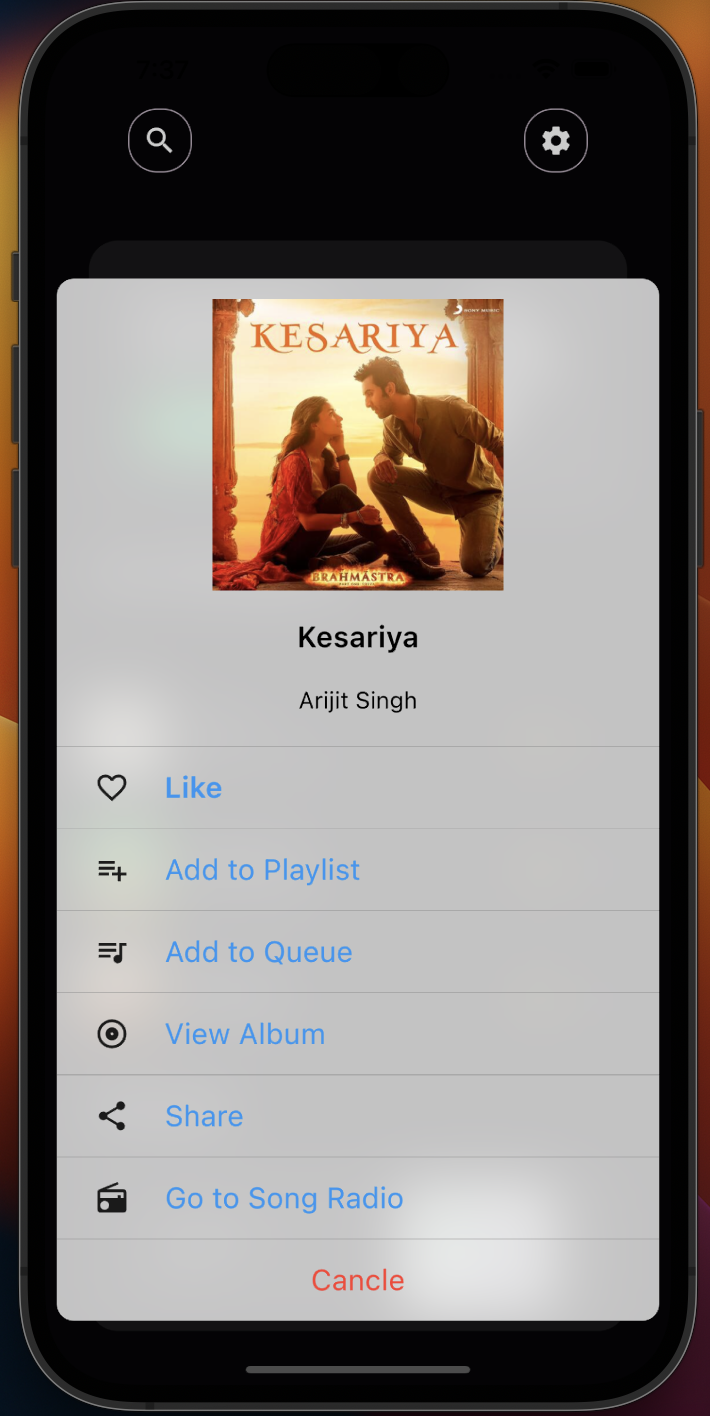 7:37
SONY MUSIC
KESARIYA
BRAHMĀSTRA
Kesariya
Arijit Singh
Like
Add to Playlist
Add to Queue
View Album
Share
Go to Song Radio
Cancle